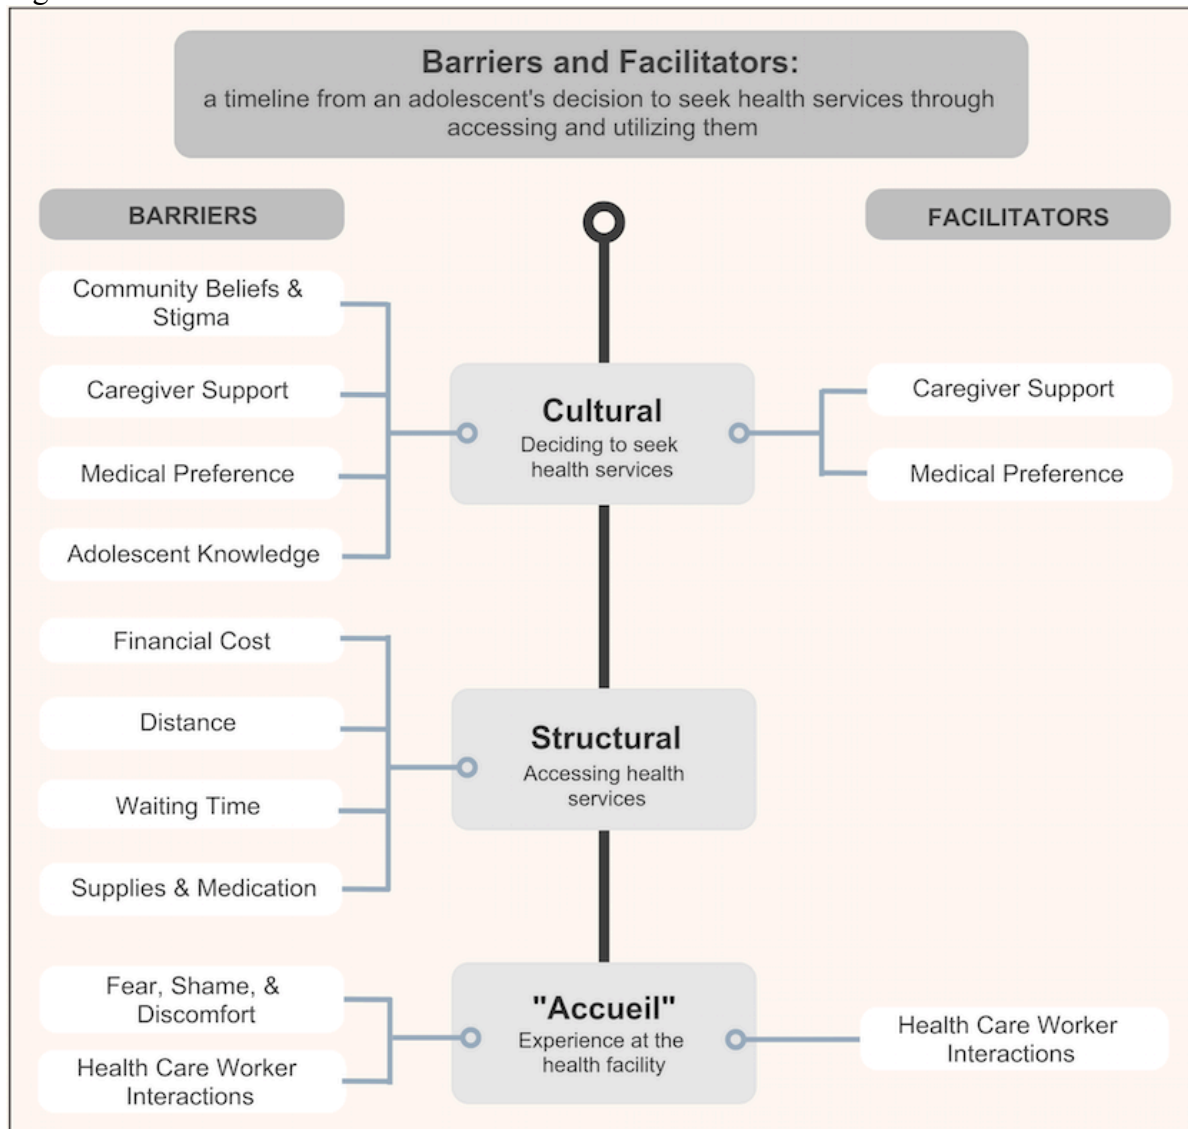 Barriers and Facilitators:
a timeline from an adolescent's decision to seek health services through
accessing and utilizing them
BARRIERS
FACILITATORS
Community Beliefs &
Stigma
Caregiver Support
Medical Preference
Adolescent Knowledge
Cultural
Deciding to seek
health services
Caregiver Support
Medical Preference
Financial Cost
Distance
Waiting Time
Supplies & Medication
Structural
Accessing health
services
Fear, Shame, &
Discomfort
Health Care Worker
Interactions
"Accueil"
Experience at the
health facility
Health Care Worker
Interactions